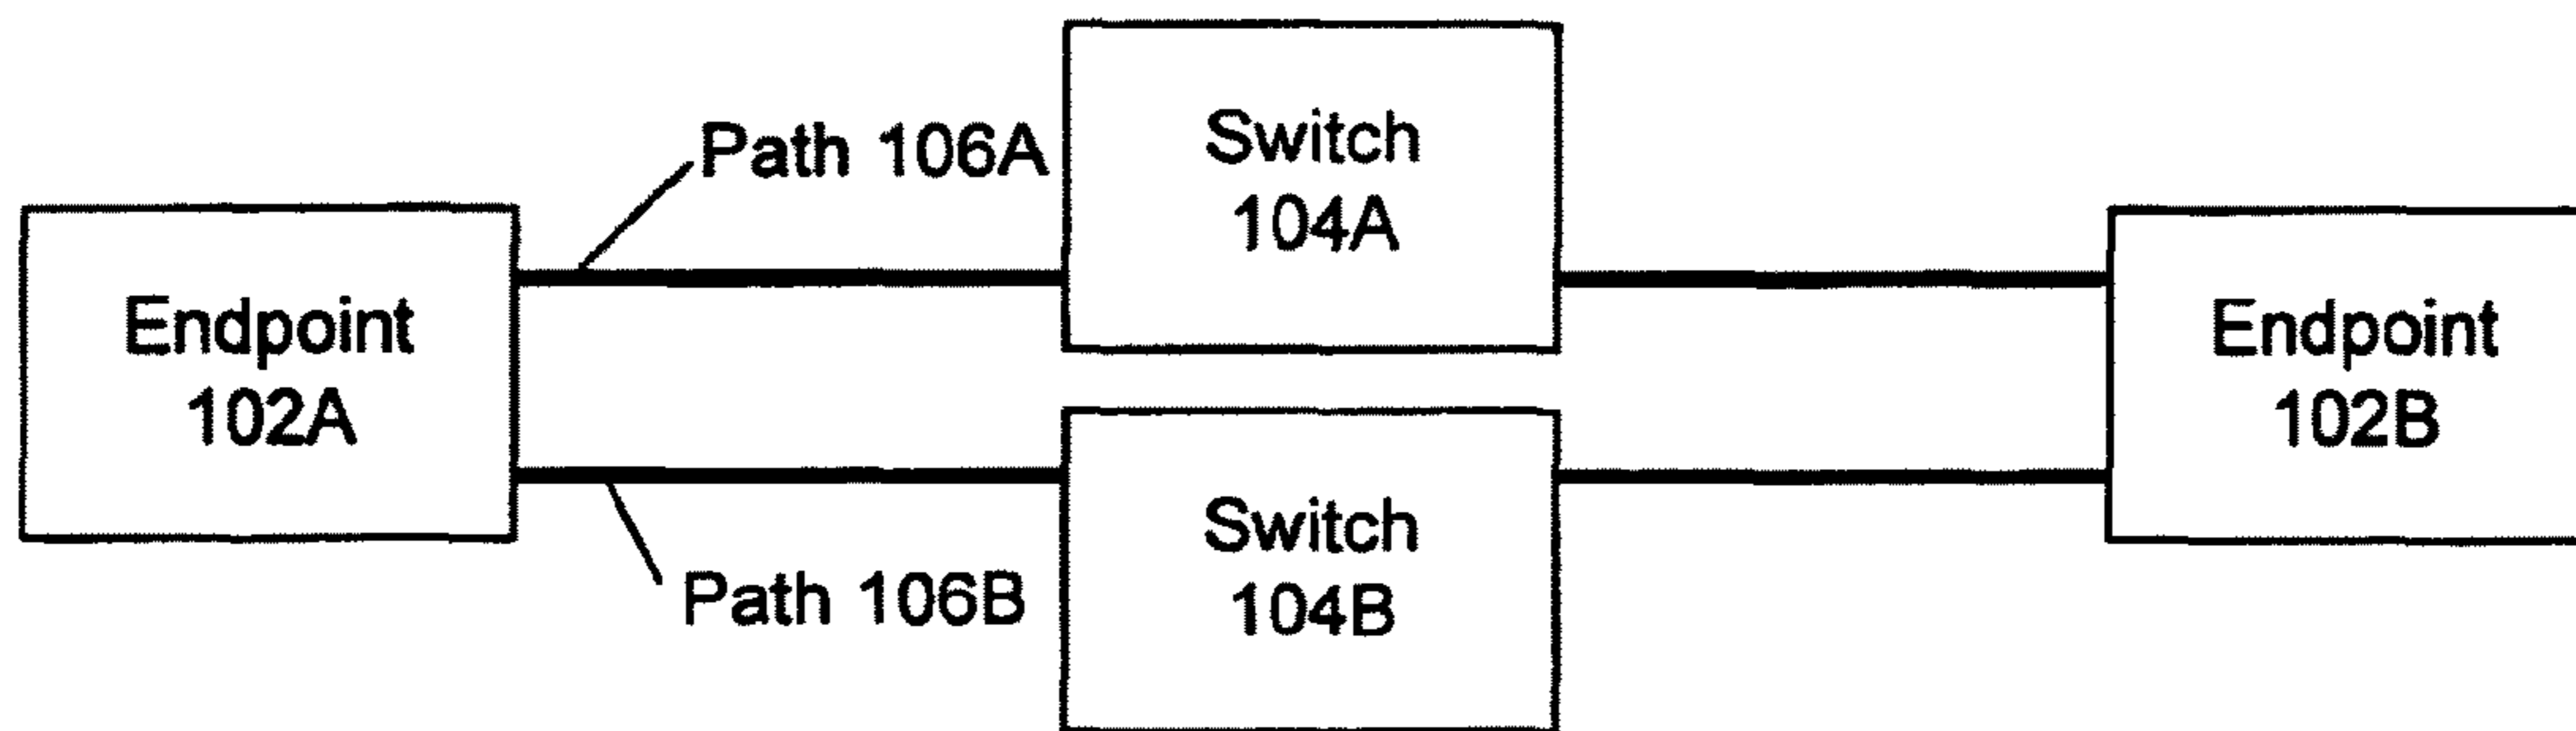 Path 106A
Switch
104A
Endpoint
102A
Endpoint
102B
Path 106B
Switch
104B